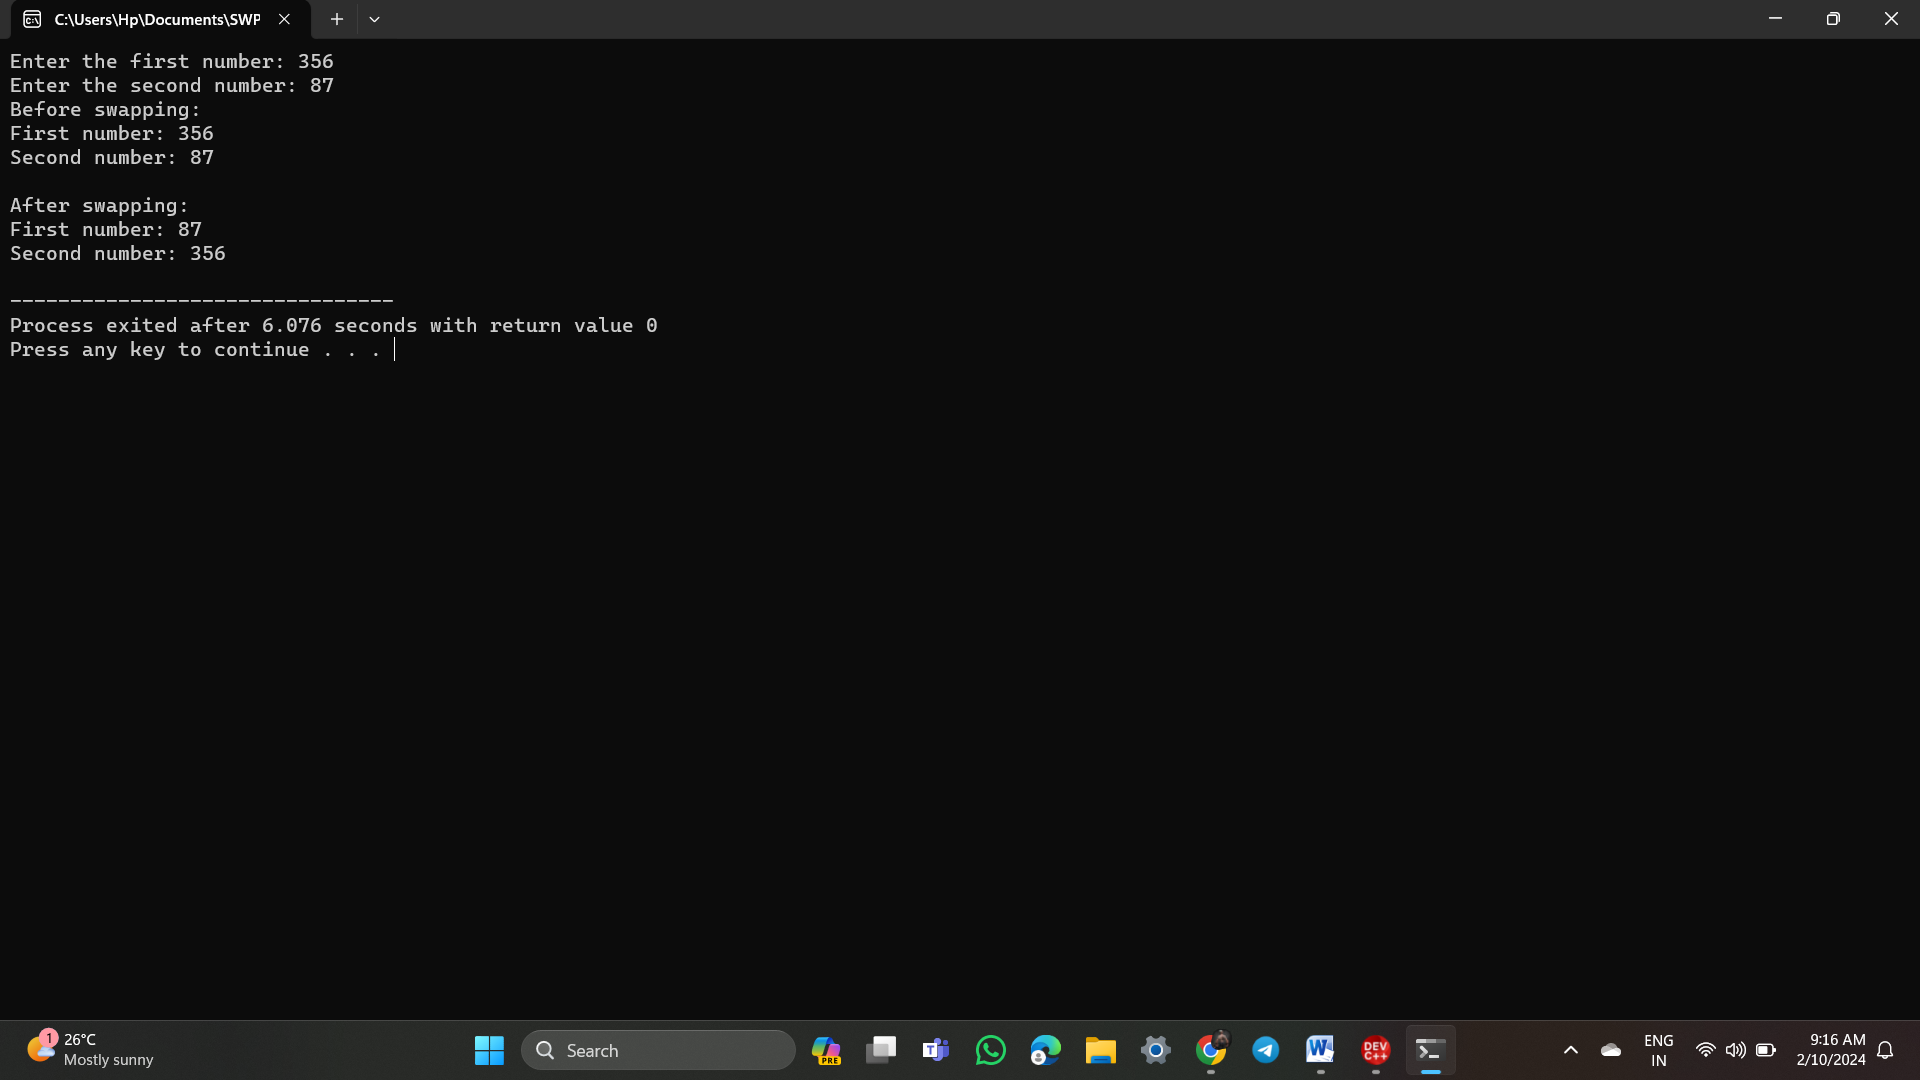 C:\Users\Hp\Documents\SWP
Enter the first number: 356
Enter the second number: 87
Before swapping:
First number: 356
Second number: 87
After swapping:
First number: 87
Second number: 356
--------------------------------
Process exited after 6.076 seconds with return value 0
Press any key to continue . . .
1
26°C
Mostly sunny
Search
PRE
T
W
DEV
C++
ENG
IN
9:16 AM
2/10/2024